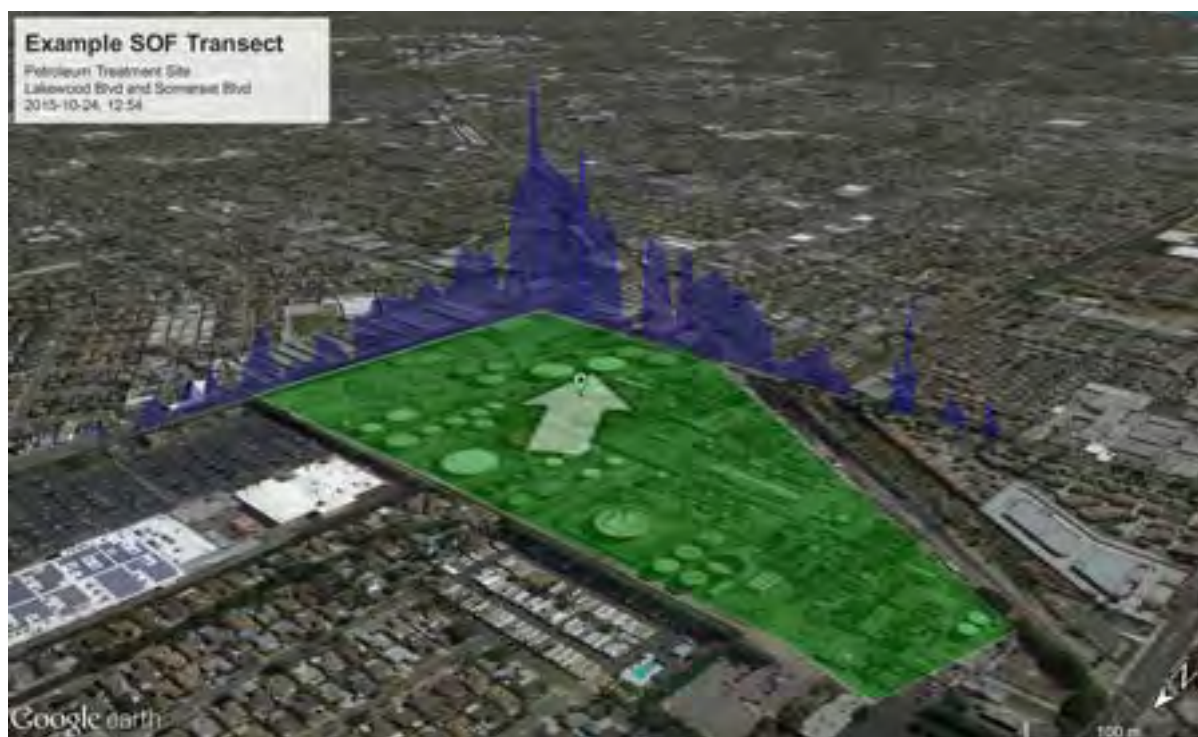 Example SOF Transect
Petroleum Treatment Site
Lakewood Blvd and Somerset Blvd
2015-10-24, 12:54
Google earth
N
100 m